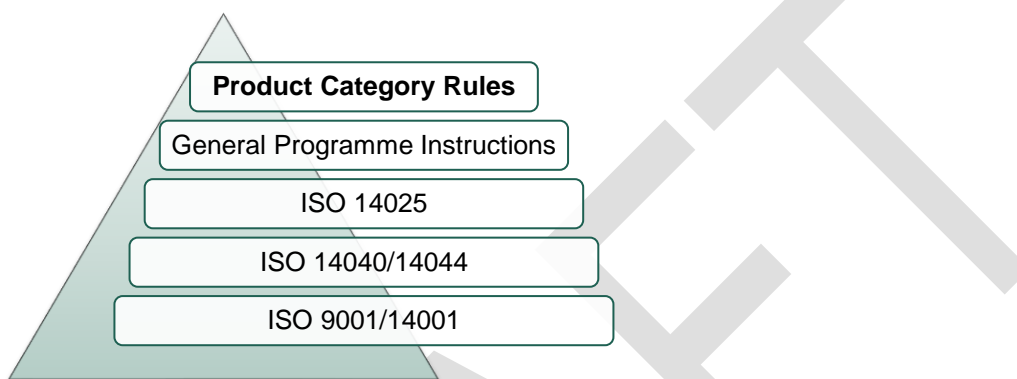 Product Category Rules
General Programme Instructions
ISO 14025
ISO 14040/14044
ISO 9001/14001